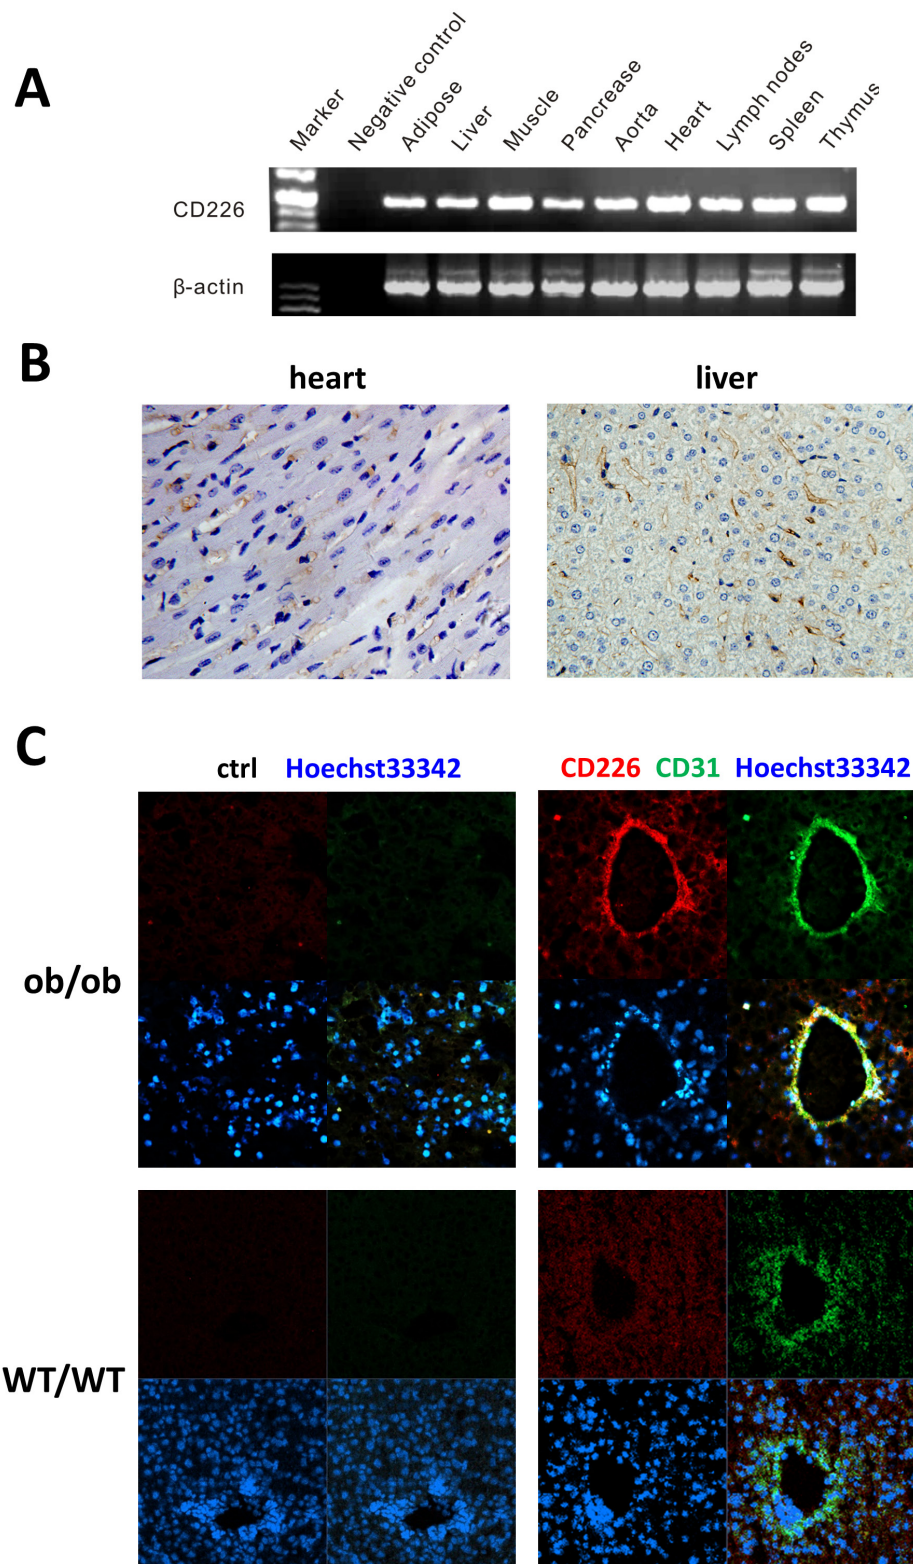 A
Marker
Negative control
Adipose
Liver
Muscle
Pancrease
Aorta
Heart
Lymph nodes
Spleen
Thymus
CD226
β-actin
B
heart
liver
C
ctrl Hoechst33342
CD226 CD31 Hoechst33342
ob/ob
WT/WT